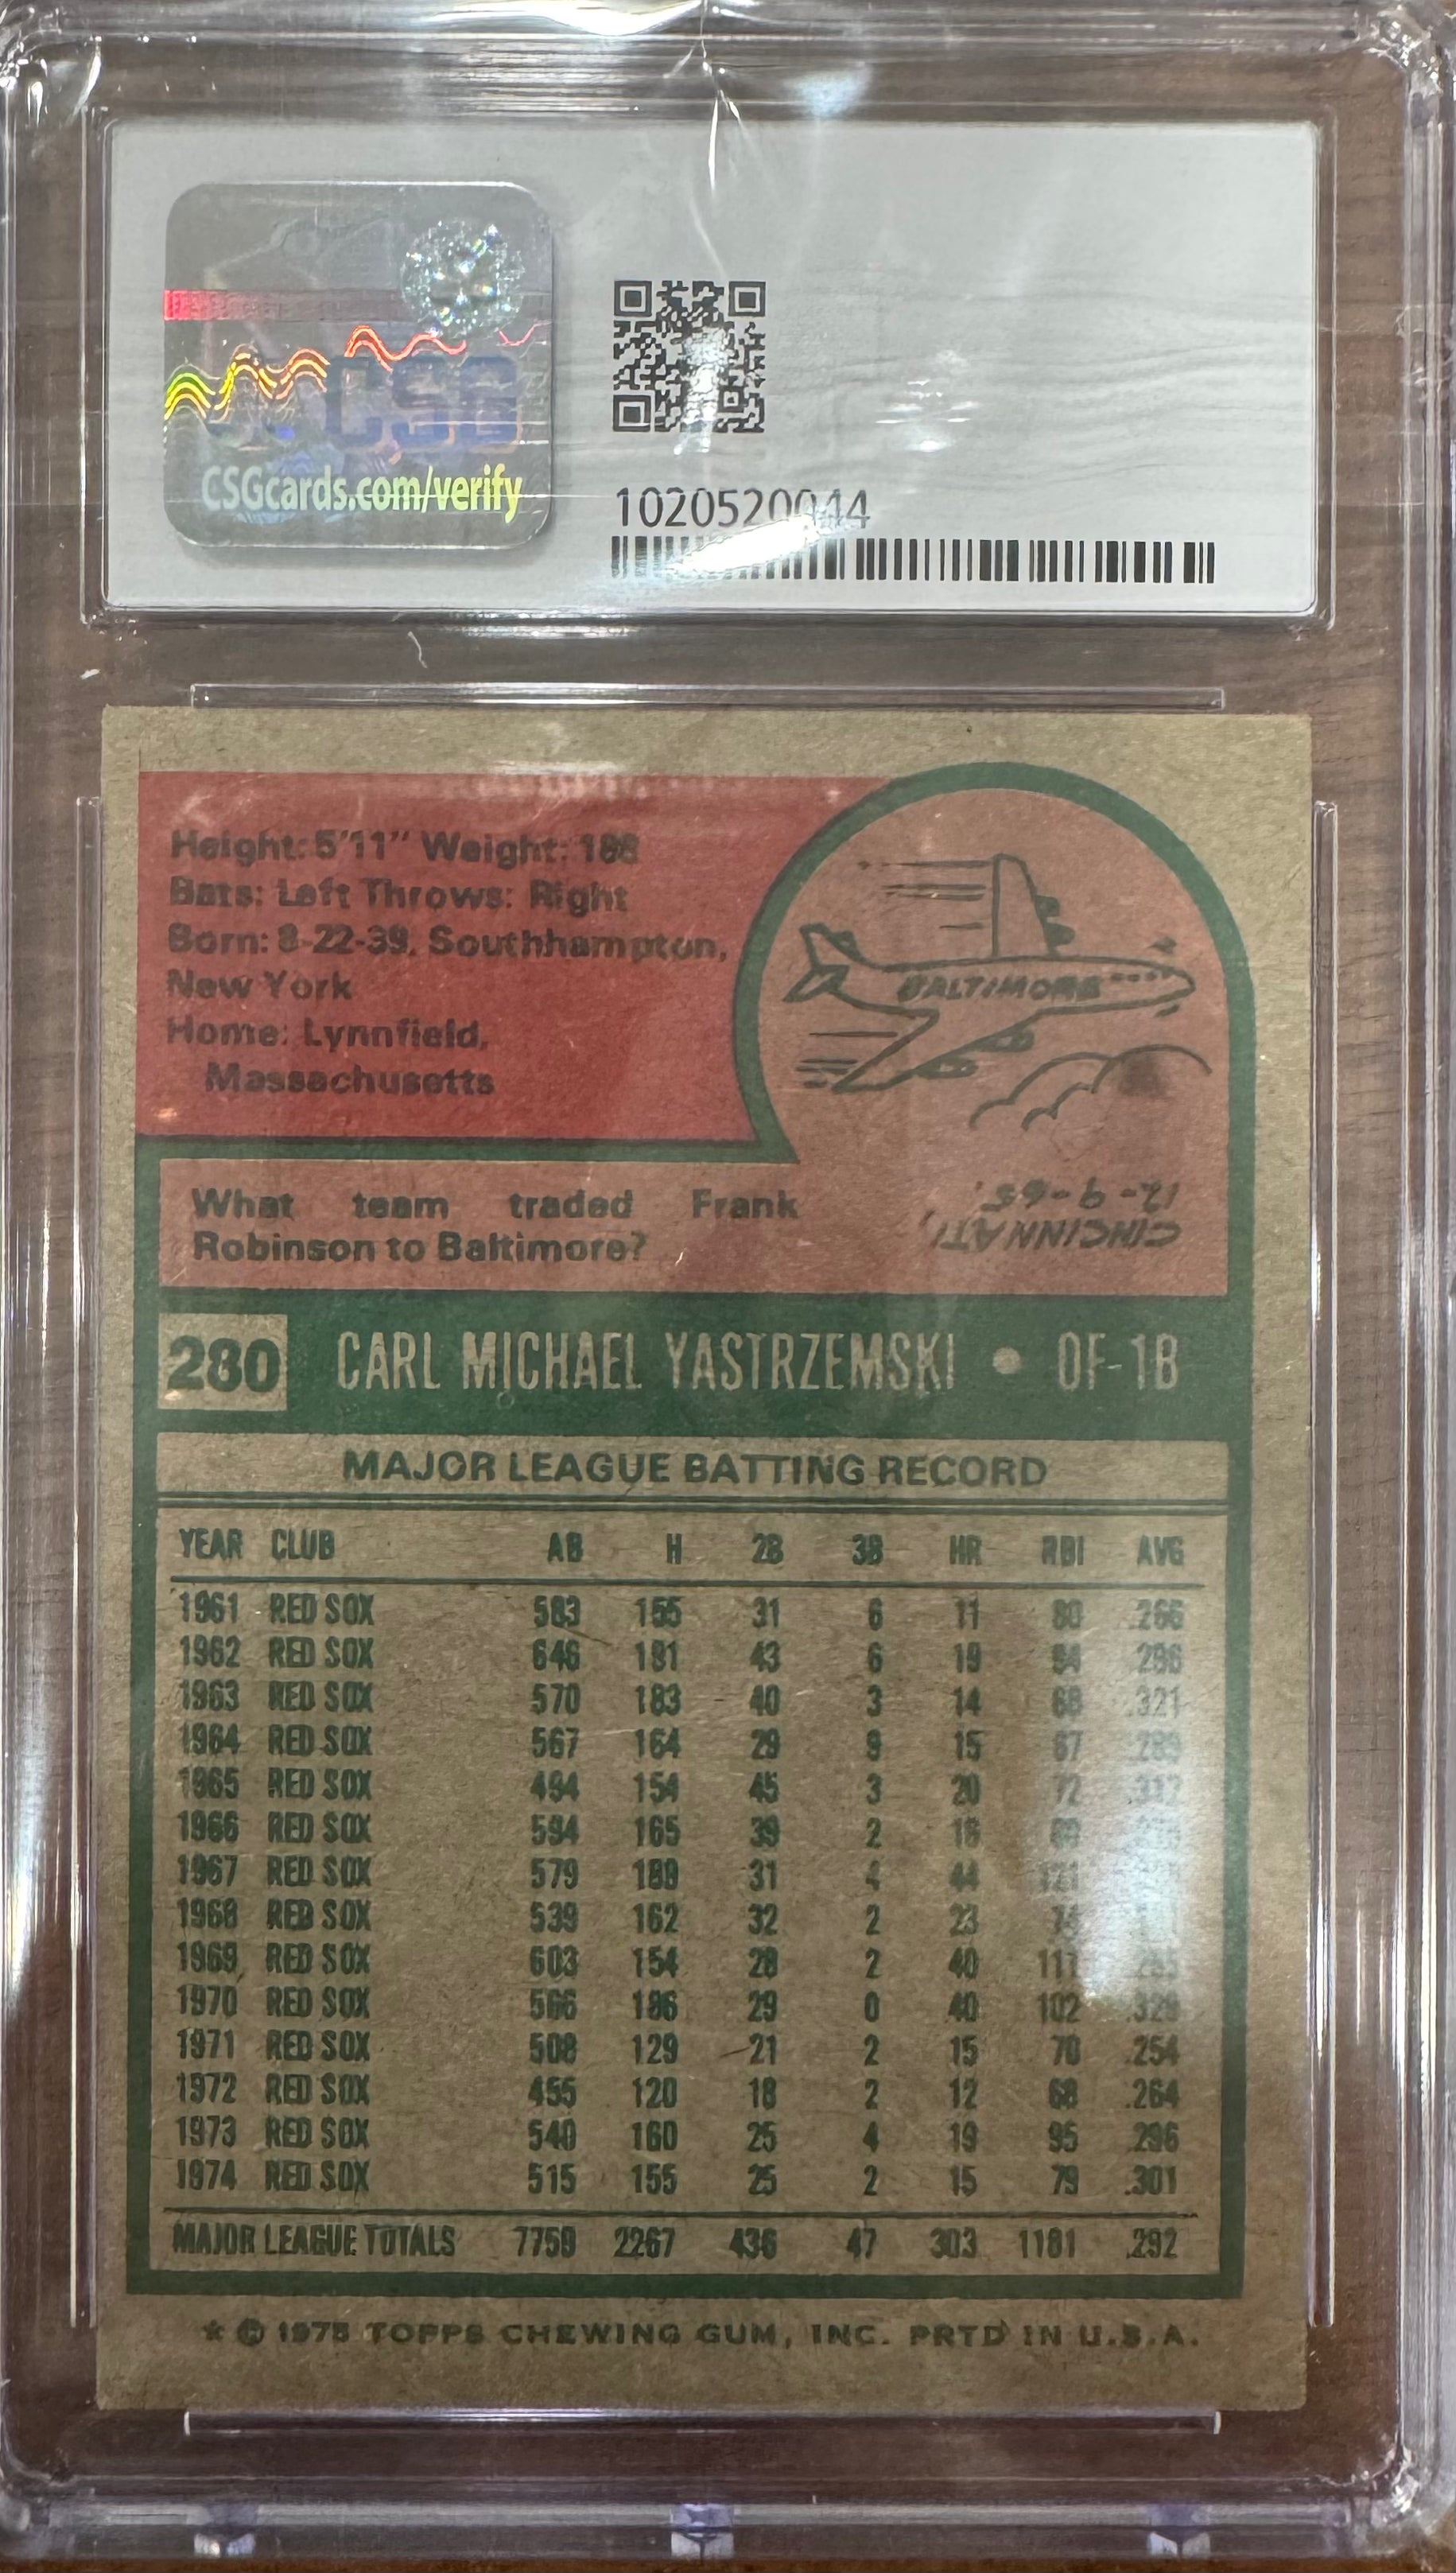 CSG
CSGcards.com/verify
1020520044
Height: 5'11" Weight: 188
Bats: Left Throws: Right
Born: 8-22-39, Southhampton,
New York
Home: Lynnfield,
Massachusetts
BALTIMORE
What team traded Frank
Robinson to Baltimore?
CINCINNATI,
12-9-65.
280 CARL MICHAEL YASTRZEMSKI • OF-1B
MAJOR LEAGUE BATTING RECORD
YEAR CLUB AB H 2B 3B HR RBI AVG
1961 RED SOX 583 155 31 6 11 80 .266
1962 RED SOX 646 191 43 6 19 94 .296
1963 RED SOX 570 183 40 3 14 68 .321
1964 RED SOX 567 164 29 9 15 67 .289
1965 RED SOX 494 154 45 3 20 72 .312
1966 RED SOX 594 165 39 2 16
1967 RED SOX 579 189 31 4 44 121
1968 RED SOX 539 162 32 2 23 74
1969 RED SOX 603 154 28 2 40 111 .255
1970 RED SOX 566 186 29 0 40 102 .329
1971 RED SOX 508 129 21 2 15 70 .254
1972 RED SOX 455 120 18 2 12 68 .264
1973 RED SOX 540 160 25 4 19 95 .296
1974 RED SOX 515 155 25 2 15 79 .301
MAJOR LEAGUE TOTALS 7759 2267 436 47 303 1181 .292
* © 1975 TOPPS CHEWING GUM, INC. PRTD IN U.S.A.